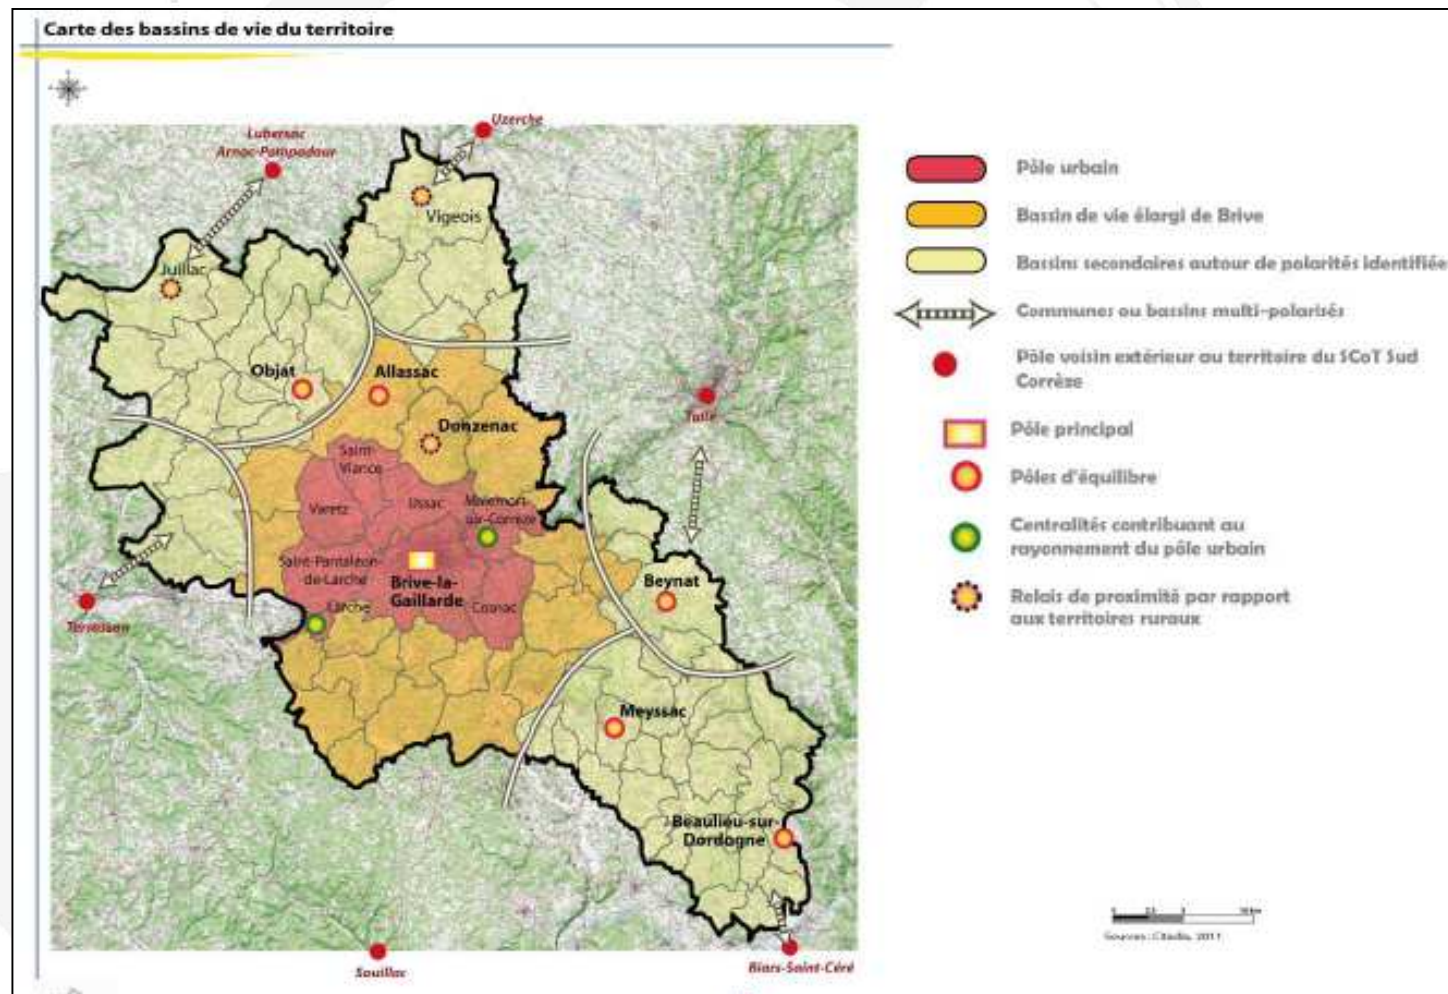 Carte des bassins de vie du territoire
Uzerche
Lubersac
Arnac-Pompadour
Vigeois
Juillac
Objat
Allassac
Donzenac
Tulle
Saint-
Viance
Varetz
Ussac
Malemort-
sur-Corrèze
Saint-Pantaléon-
de-Larche
Brive-la-
Gaillarde
Larche
Cosnac
Terrasson
Beynat
Meyssac
Beaulieu-sur-
Dordogne
Souillac
Biars-Saint-Céré
Pôle urbain
Bassin de vie élargi de Brive
Bassins secondaires autour de polarités identifiée
Communes ou bassins multi-polarisés
Pôle voisin extérieur au territoire du SCoT Sud
Corrèze
Pôle principal
Pôles d'équilibre
Centralités contribuant au
rayonnement du pôle urbain
Relais de proximité par rapport
aux territoires ruraux
Sources : Citadia, 2011